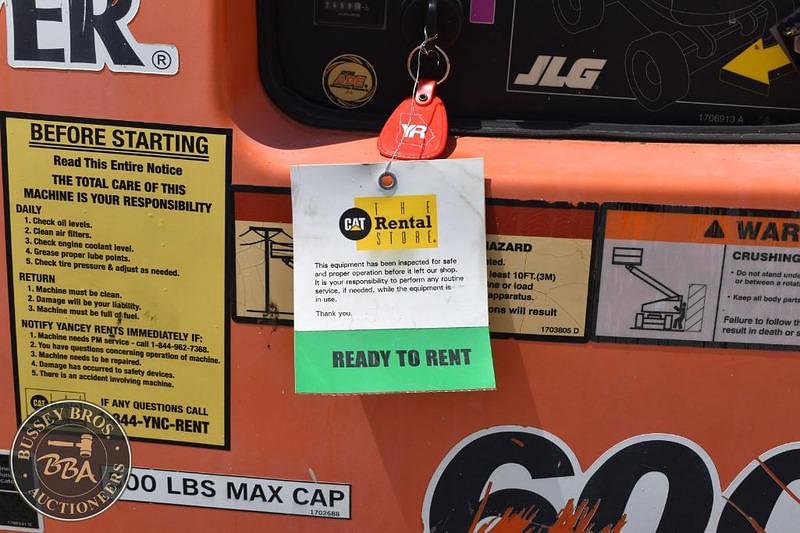 ER®
BEFORE STARTING
Read This Entire Notice
THE TOTAL CARE OF THIS
MACHINE IS YOUR RESPONSIBILITY
DAILY
1. Check oil levels.
2. Clean air filters.
3. Check engine coolant level.
4. Grease proper lube points.
5. Check tire pressure & adjust as needed.
RETURN
1. Machine must be clean.
2. Damage will be your liability.
3. Machine must be full of fuel.
NOTIFY YANCEY RENTS IMMEDIATELY IF:
1. Machine needs PM service - call 1-844-962-7368.
2. You have questions concerning operation of machine.
3. Machine needs to be repaired.
4. Damage has occurred to safety devices.
5. There is an accident involving machine.
CAT
IF ANY QUESTIONS CALL
844-YNC-RENT
BUSSEY BROS.
BBA
AUCTIONEERS
00 LBS MAX CAP
1702688
YR
CAT
THE
Rental
STORE®
This equipment has been inspected for safe
and proper operation before it left our shop.
It is your responsibility to perform any routine
service, if needed, while the equipment is
in use.
Thank you.
READY TO RENT
JLG
1706913 A
AZARD
ted.
least 10FT.(3M)
ne or load
apparatus.
ns will result
1703805 D
WAR
CRUSHING
• Do not stand unde
or between a rotat
• Keep all body parts
Failure to follow th
result in death or s
600